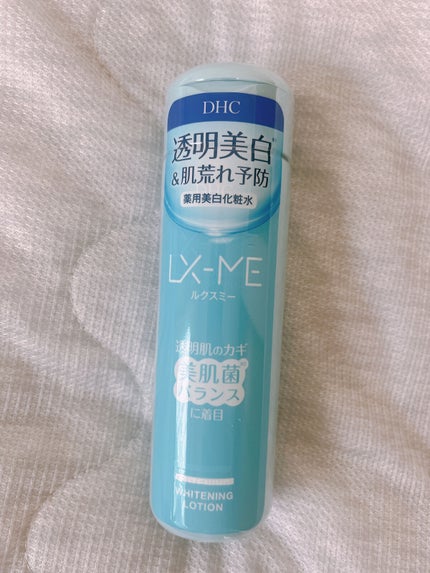 DHC
透明美白
&肌荒れ予防
薬用美白化粧水
LX-ME
ルクスミー
透明肌のカギ
美肌菌
バランス
に着目
WHITENING
LOTION